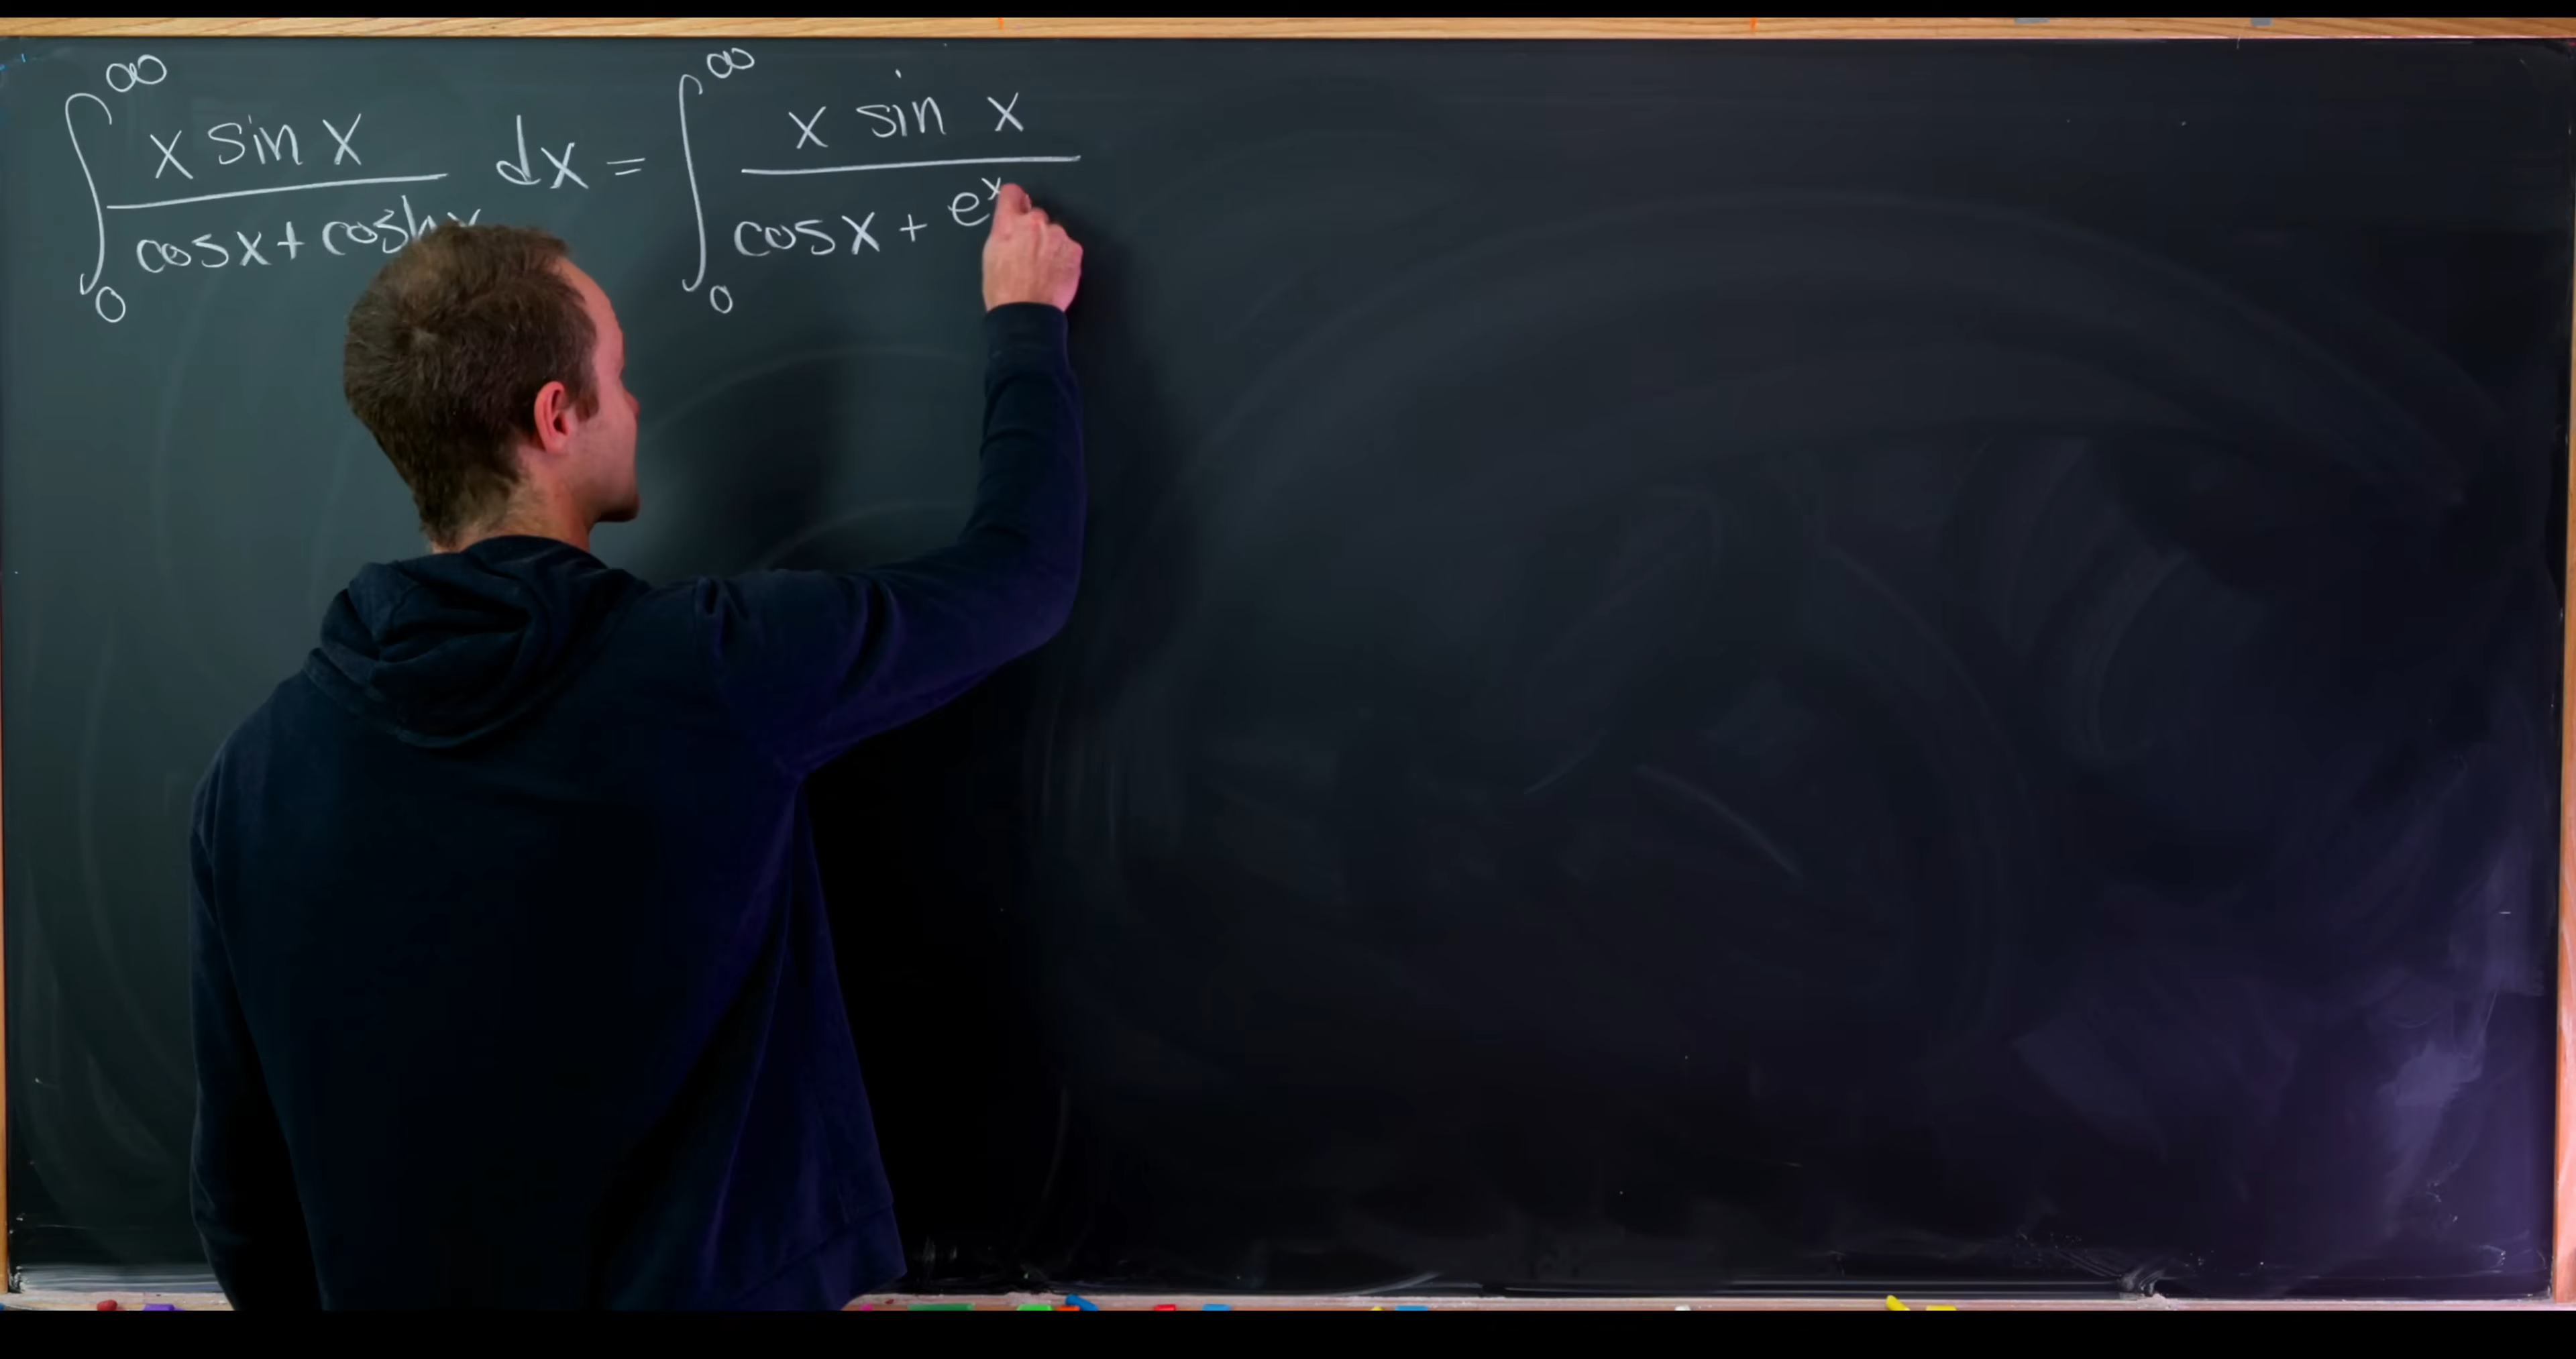 ∫₀^∞ (x sin x)/(cos x + cosh x) dx = ∫₀^∞ (x sin x)/(cos x + e^x